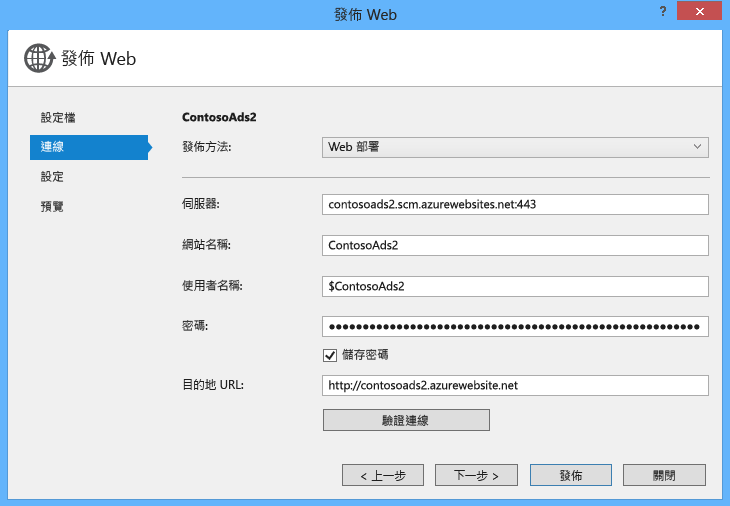 發佈 Web
?
發佈 Web
設定檔
連線
設定
預覽
ContosoAds2
發佈方法:
Web 部署
伺服器:
contosoads2.scm.azurewebsites.net:443
網站名稱:
ContosoAds2
使用者名稱:
$ContosoAds2
密碼:
●●●●●●●●●●●●●●●●●●●●●●●●●●●●●●●●●●●●●●●●●●●●●●●●●●●●●●●
儲存密碼
目的地 URL:
http://contosoads2.azurewebsite.net
驗證連線
< 上一步
下一步 >
發佈
關閉